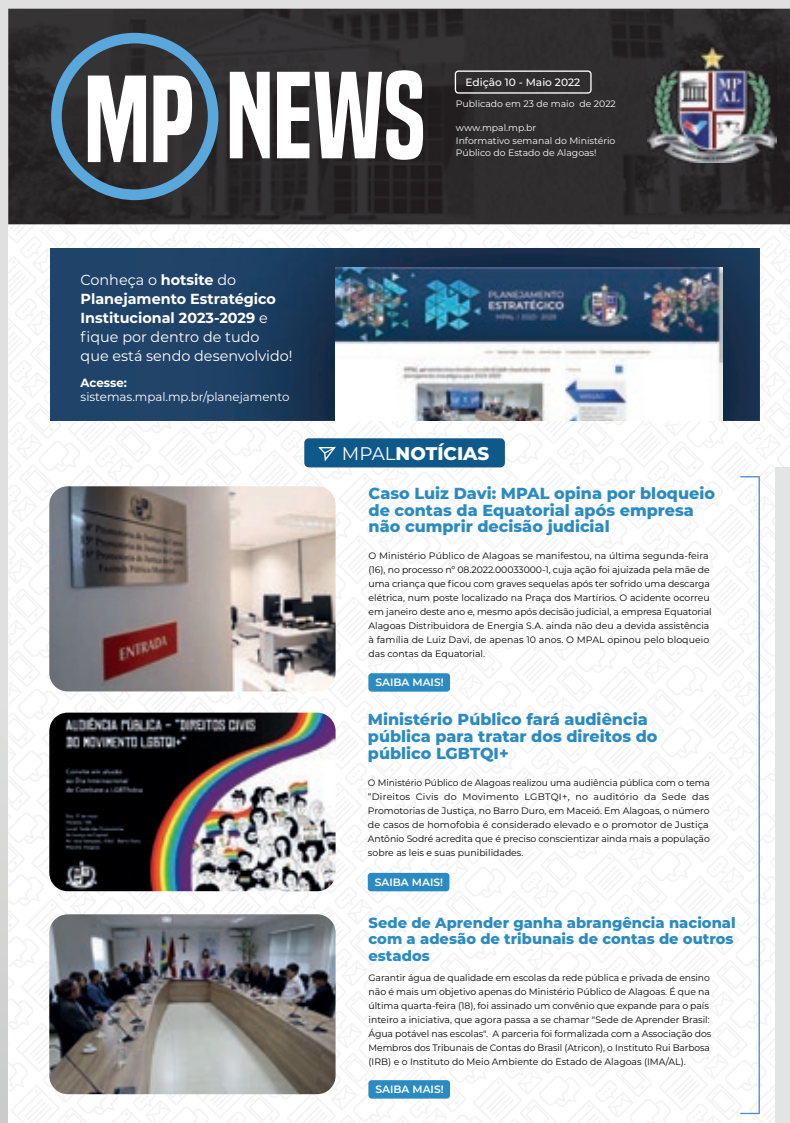 MP NEWS
Edição 10 - Maio 2022
Publicado em 23 de maio de 2022
www.mpal.mp.br
Informativo semanal do Ministério
Público do Estado de Alagoas!
MP
AL
Conheça o hotsite do
Planejamento Estratégico
Institucional 2023-2029 e
fique por dentro de tudo
que está sendo desenvolvido!
Acesse:
sistemas.mpal.mp.br/planejamento
PLANEJAMENTO
ESTRATÉGICO
MPAL | 2023-2029
MPALNOTÍCIAS
ENTRADA
Caso Luiz Davi: MPAL opina por bloqueio
de contas da Equatorial após empresa
não cumprir decisão judicial
O Ministério Público de Alagoas se manifestou, na última segunda-feira
(16), no processo nº 08.2022.00033000-1, cuja ação foi ajuizada pela mãe de
uma criança que ficou com graves sequelas após ter sofrido uma descarga
elétrica, num poste localizado na Praça dos Martírios. O acidente ocorreu
em janeiro deste ano e, mesmo após decisão judicial, a empresa Equatorial
Alagoas Distribuidora de Energia S.A. ainda não deu a devida assistência
à família de Luiz Davi, de apenas 10 anos. O MPAL opinou pelo bloqueio
das contas da Equatorial.
SAIBA MAIS!
AUDIÊNCIA PÚBLICA - "DIREITOS CIVIS
DO MOVIMENTO LGBTQI+"
Convite em alusão
ao Dia Internacional
de Combate a LGBTfobia
Ministério Público fará audiência
pública para tratar dos direitos do
público LGBTQI+
O Ministério Público de Alagoas realizou uma audiência pública com o tema
"Direitos Civis do Movimento LGBTQI+, no auditório da Sede das
Promotorias de Justiça, no Barro Duro, em Maceió. Em Alagoas, o número
de casos de homofobia é considerado elevado e o promotor de Justiça
Antônio Sodré acredita que é preciso conscientizar ainda mais a população
sobre as leis e suas punibilidades.
SAIBA MAIS!
Sede de Aprender ganha abrangência nacional
com a adesão de tribunais de contas de outros
estados
Garantir água de qualidade em escolas da rede pública e privada de ensino
não é mais um objetivo apenas do Ministério Público de Alagoas. É que na
última quarta-feira (18), foi assinado um convênio que expande para o país
inteiro a iniciativa, que agora passa a se chamar "Sede de Aprender Brasil:
Água potável nas escolas". A parceria foi formalizada com a Associação dos
Membros dos Tribunais de Contas do Brasil (Atricon), o Instituto Rui Barbosa
(IRB) e o Instituto do Meio Ambiente do Estado de Alagoas (IMA/AL).
SAIBA MAIS!